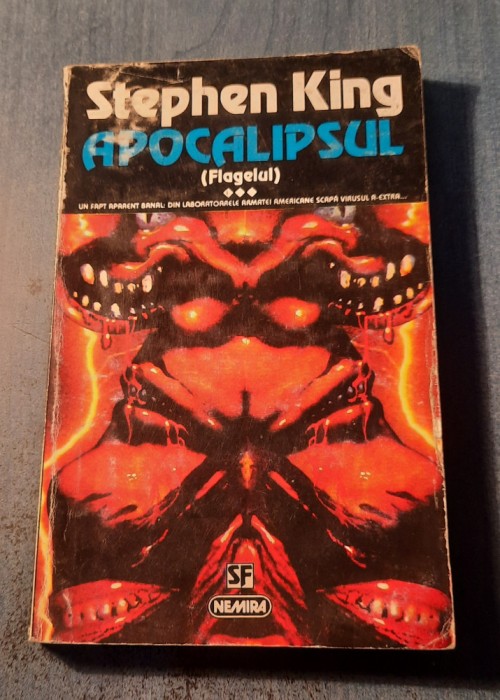 Stephen King
APOCALIPSUL
(Flagelul)
UN FAPT APARENT BANAL: DIN LABORATOARELE ARMATEI AMERICANE SCAPĂ VIRUSUL A-EXTRA...
SF
NEMIRA